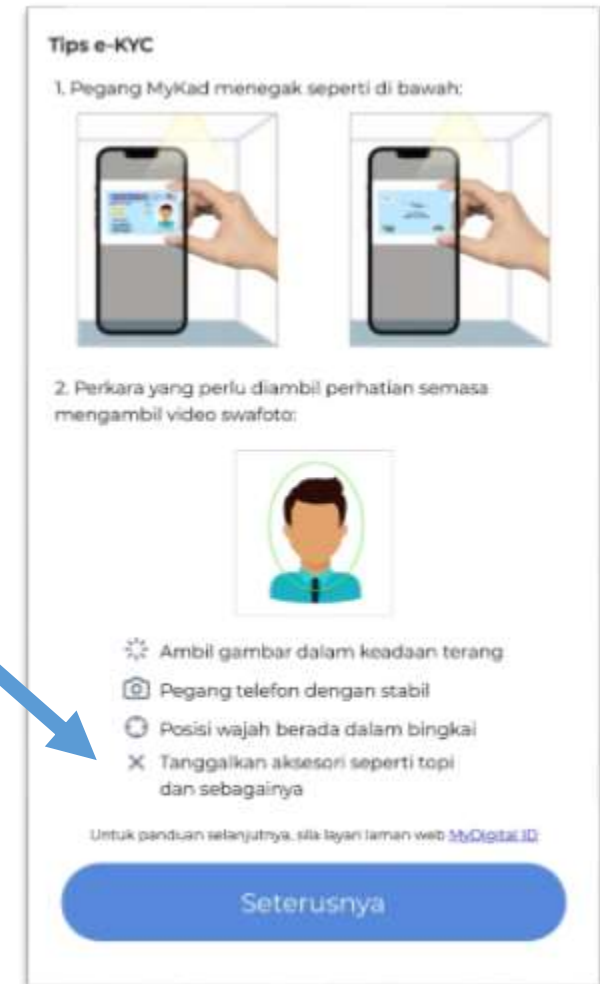 Tips e-KYC
1. Pegang MyKad menegak seperti di bawah:
2. Perkara yang perlu diambil perhatian semasa
mengambil video swafoto:
Ambil gambar dalam keadaan terang
Pegang telefon dengan stabil
Posisi wajah berada dalam bingkai
Tanggalkan aksesori seperti topi
dan sebagainya
Untuk panduan selanjutnya, sila layari laman web MyDigital ID
Seterusnya